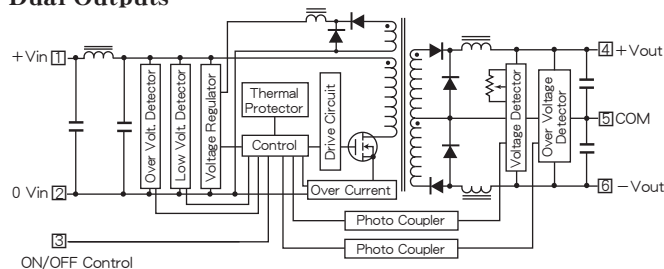 Dual Outputs
+Vin 1
4 +Vout
Over Volt. Detector
Low Volt. Detector
Voltage Regulator
Thermal
Protector
Drive Circuit
Voltage Detector
Over Voltage
Detector
5 COM
Control
0 Vin 2
Over Current
6 −Vout
Photo Coupler
3
Photo Coupler
ON/OFF Control